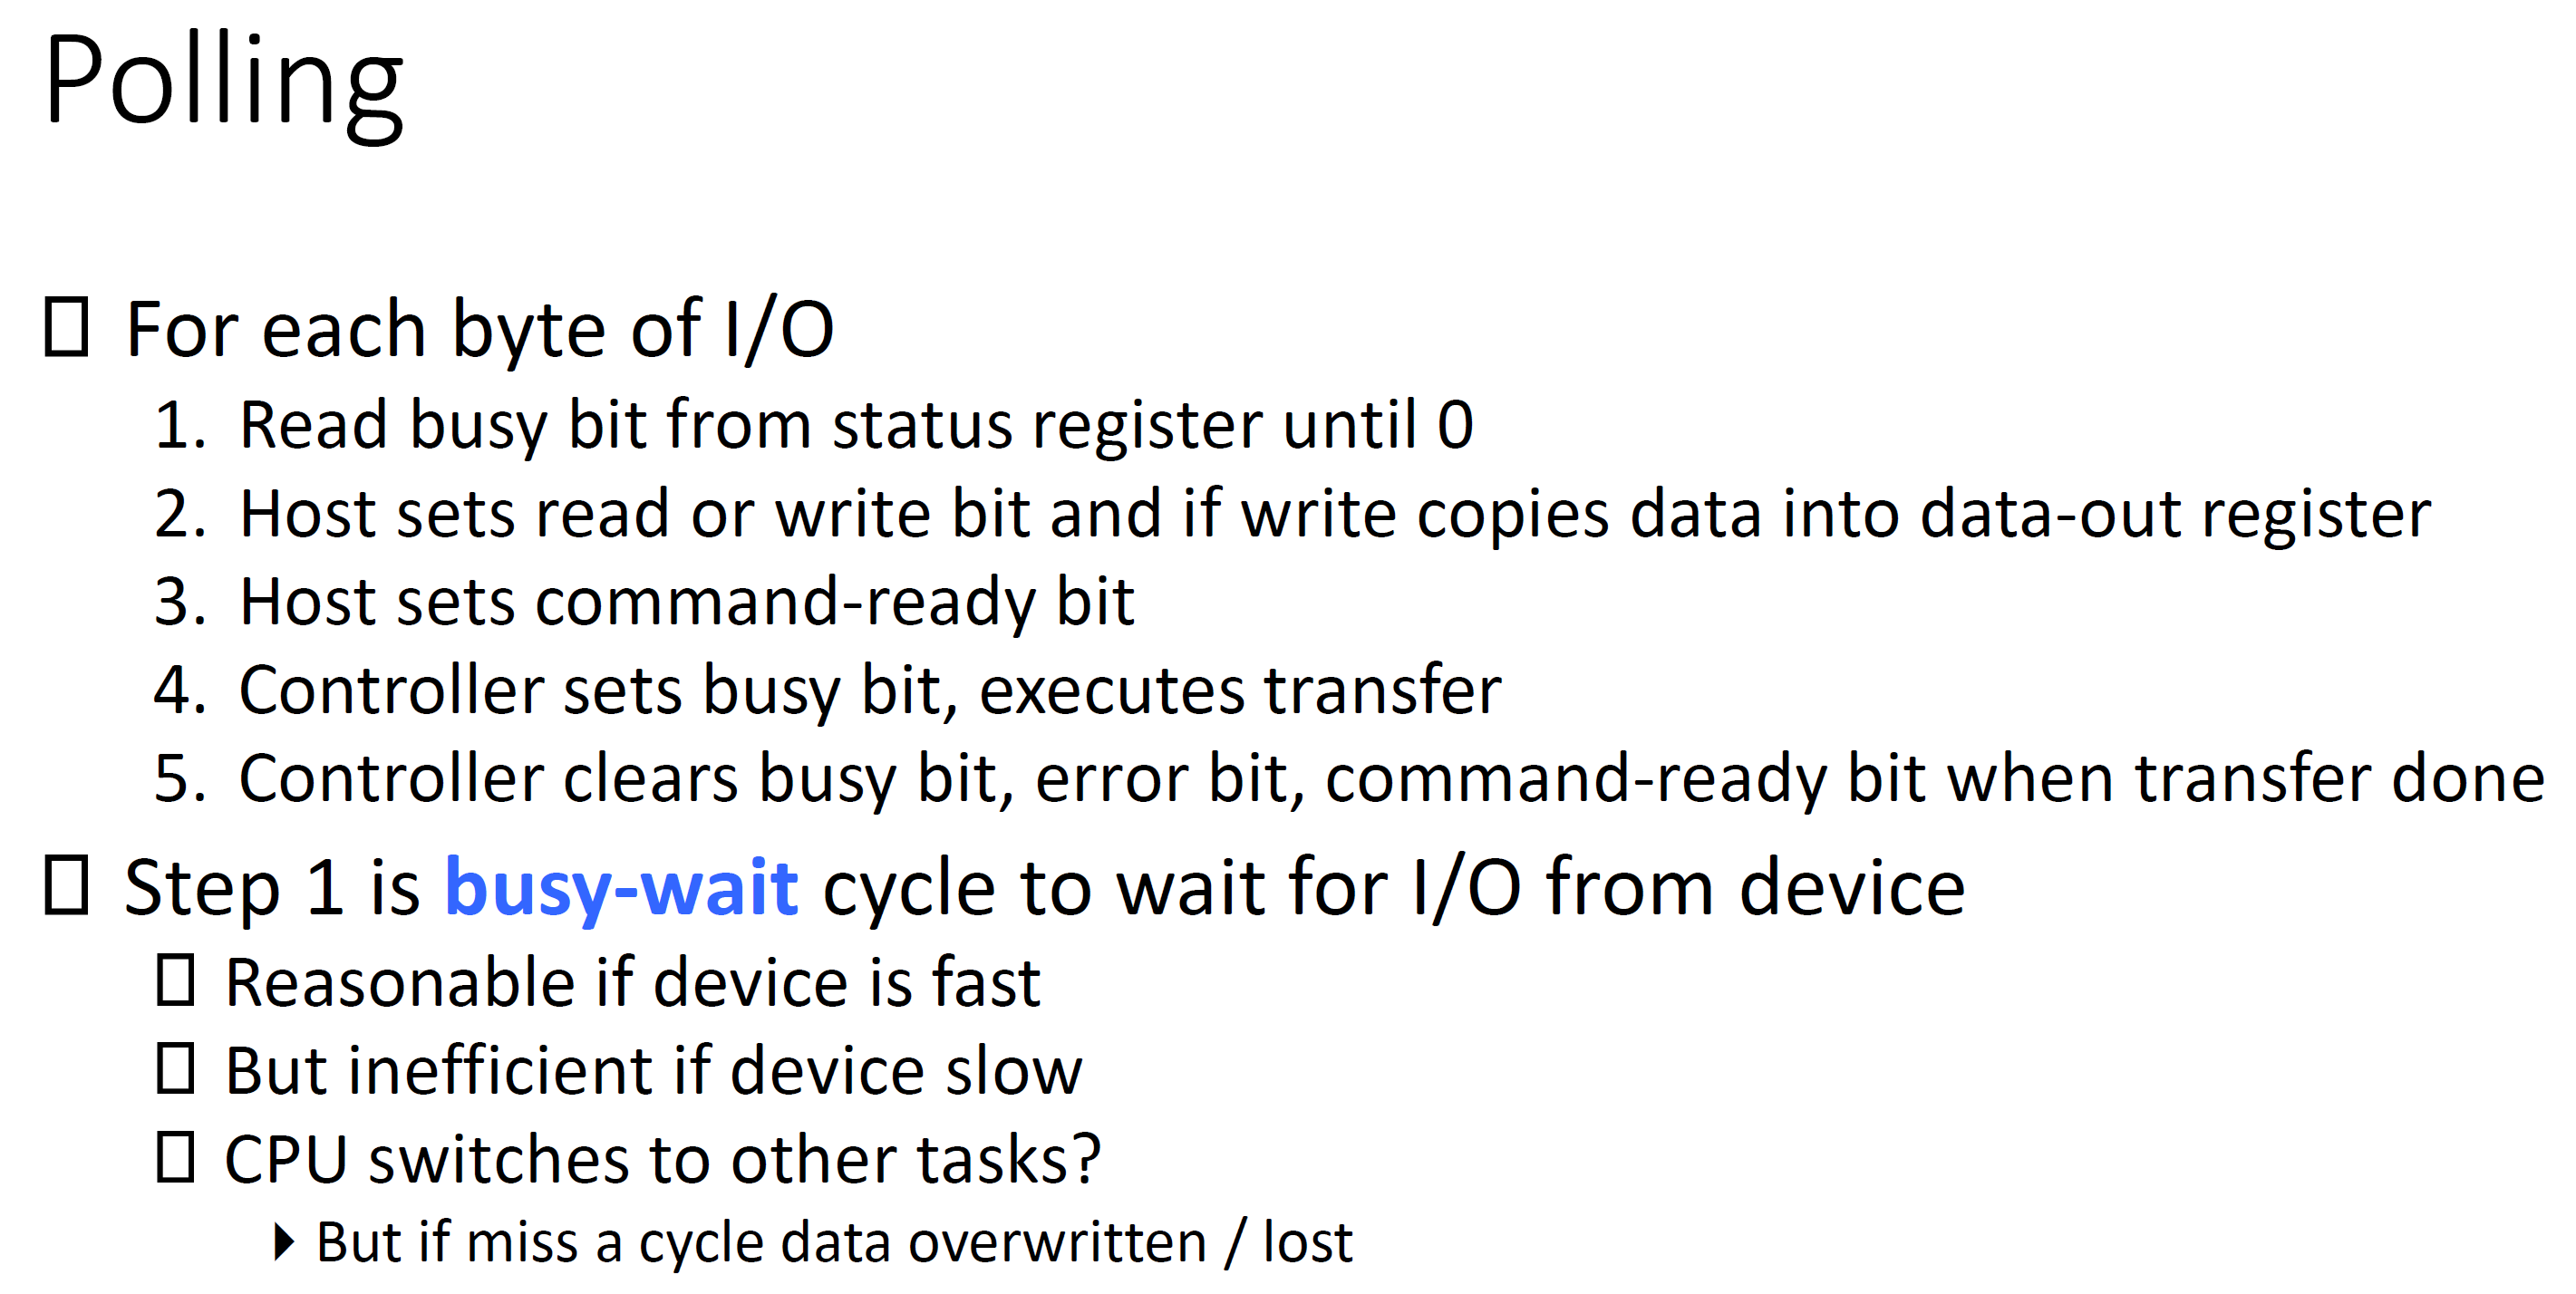 Polling
For each byte of I/O
1. Read busy bit from status register until 0
2. Host sets read or write bit and if write copies data into data-out register
3. Host sets command-ready bit
4. Controller sets busy bit, executes transfer
5. Controller clears busy bit, error bit, command-ready bit when transfer done
Step 1 is busy-wait cycle to wait for I/O from device
Reasonable if device is fast
But inefficient if device slow
CPU switches to other tasks?
But if miss a cycle data overwritten / lost